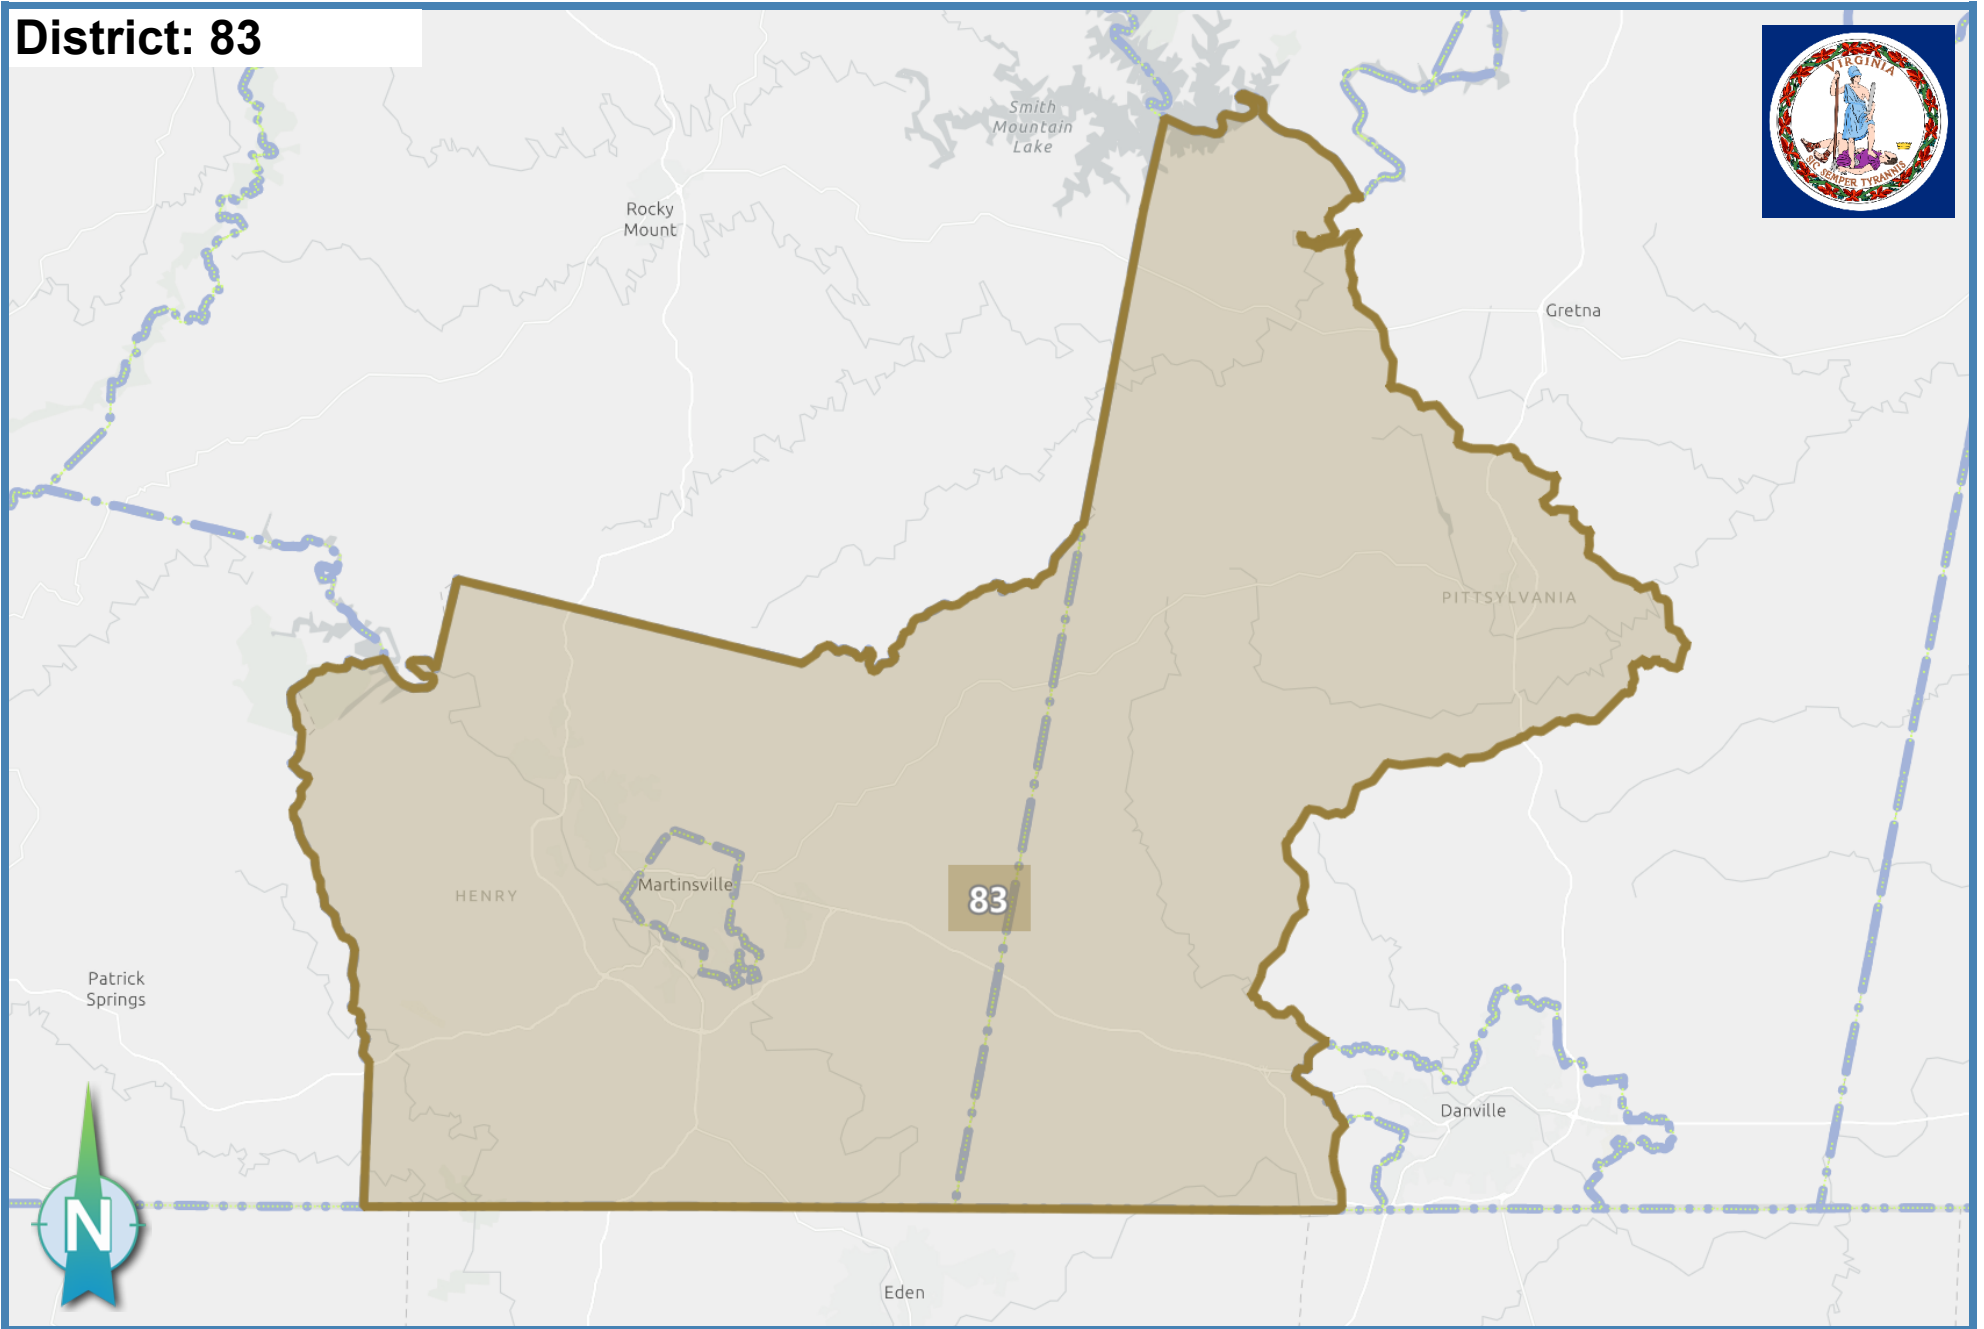 District: 83
VIRGINIA
SIC SEMPER TYRANNIS
Smith
Mountain
Lake
Rocky
Mount
Gretna
PITTSYLVANIA
HENRY
Martinsville
83
Patrick
Springs
Danville
N
Eden